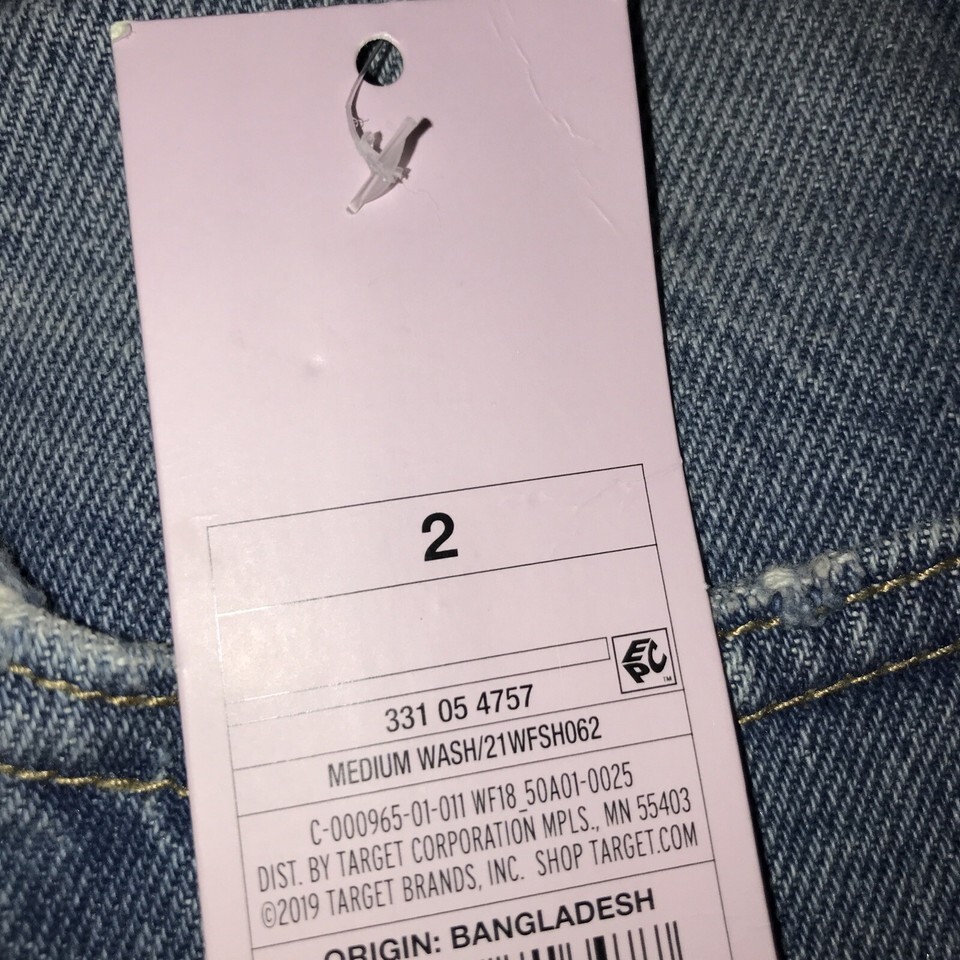 2
EPC™
331 05 4757
MEDIUM WASH/21WFSH062
C-000965-01-011 WF18_50A01-0025
DIST. BY TARGET CORPORATION MPLS., MN 55403
©2019 TARGET BRANDS, INC. SHOP TARGET.COM
ORIGIN: BANGLADESH